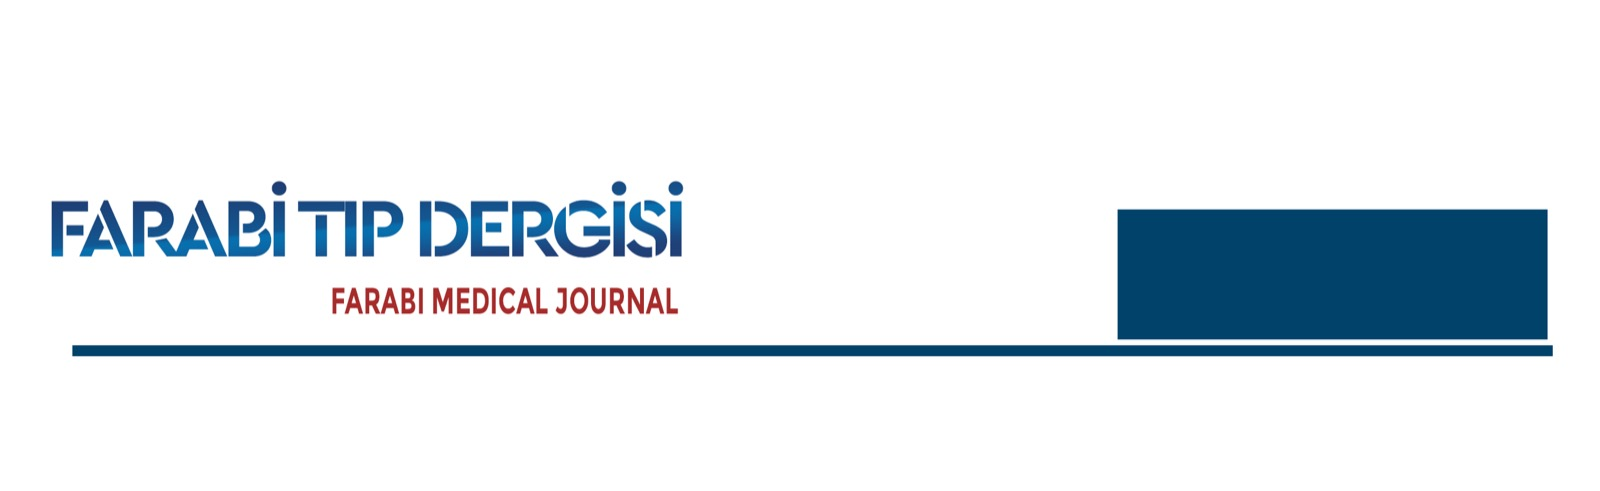 FARABİ TIP DERGİSİ
FARABI MEDICAL JOURNAL